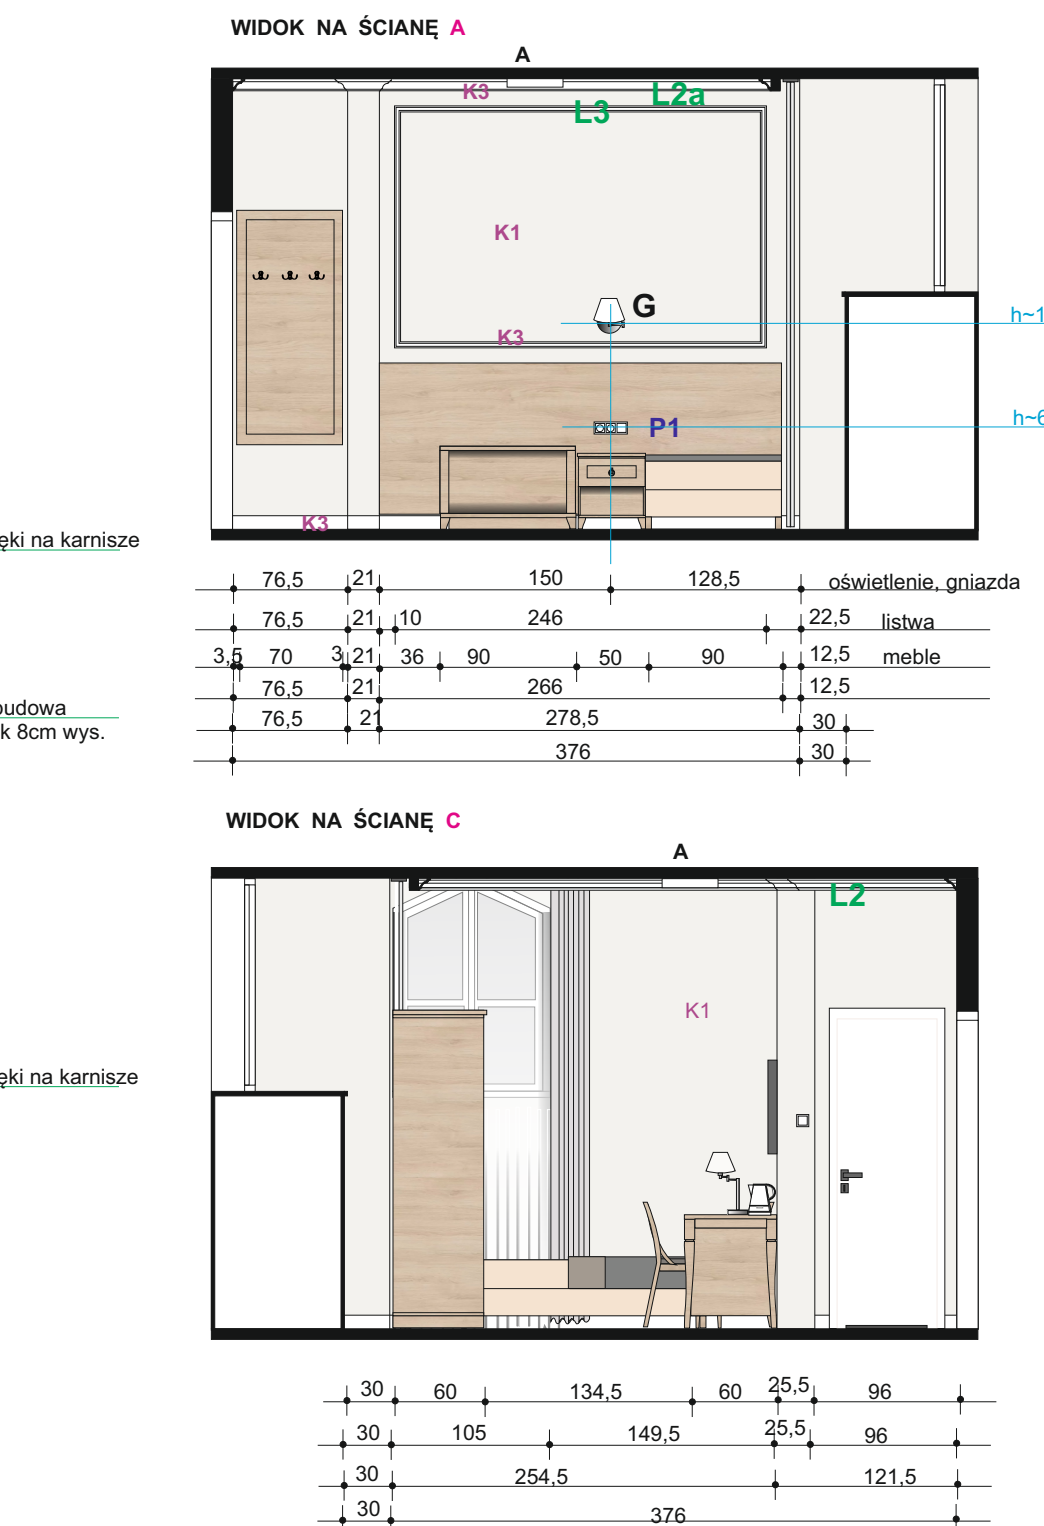 WIDOK NA ŚCIANĘ A
A
K3
L2a
L3
K1
G
h~1
K3
h~6
P1
K3
ęki na karnisze
76,5 21 150 128,5 oświetlenie, gniazda
76,5 21 10 246 22,5 listwa
3,5 70 3 21 36 90 50 90 12,5 meble
76,5 21 266 12,5
budowa
76,5 21 278,5 30
k 8cm wys.
376 30
WIDOK NA ŚCIANĘ C
A
L2
K1
ęki na karnisze
30 60 134,5 60 25,5 96
30 105 149,5 25,5 96
30 254,5 121,5
30 376